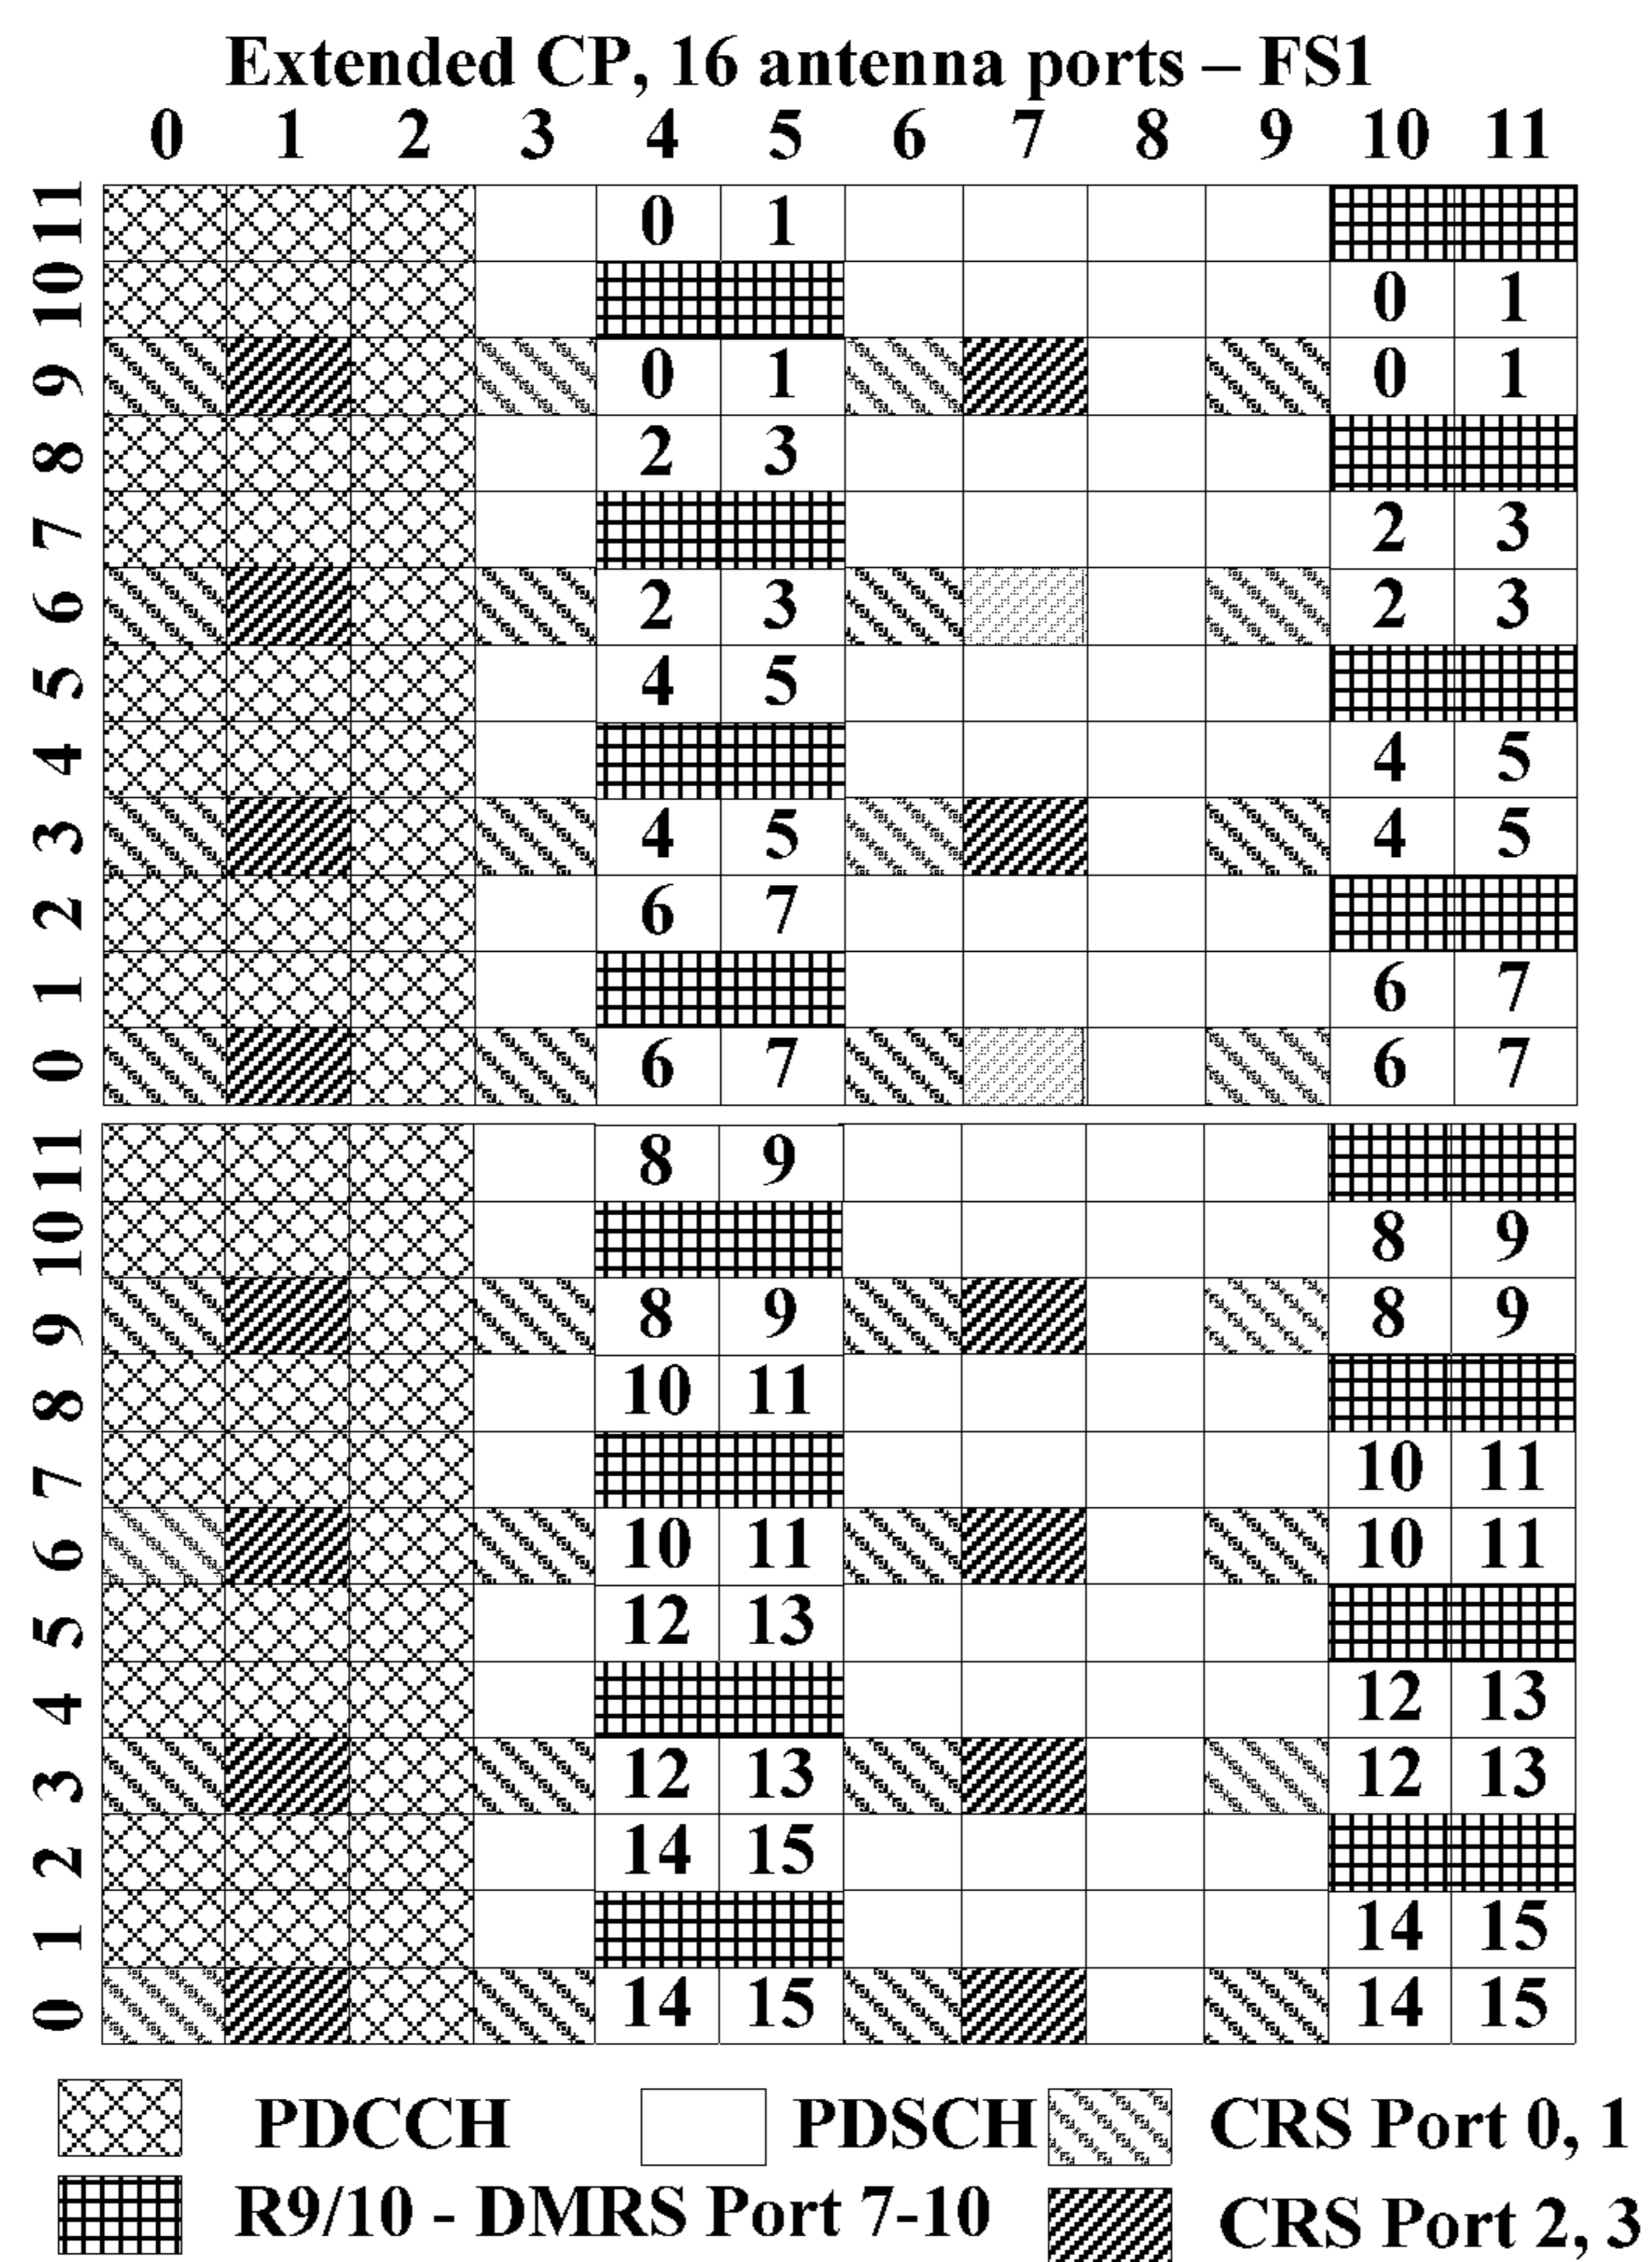 Extended CP, 16 antenna ports – FS1
0 1 2 3 4 5 6 7 8 9 10 11
11 0 1
10 0 1
9 0 1 0 1
8 2 3
7 2 3
6 2 3 2 3
5 4 5
4 4 5
3 4 5 4 5
2 6 7
1 6 7
0 6 7 6 7
11 8 9
10 8 9
9 8 9 8 9
8 10 11
7 10 11
6 10 11 10 11
5 12 13
4 12 13
3 12 13 12 13
2 14 15
1 14 15
0 14 15 14 15
PDCCH PDSCH CRS Port 0, 1
R9/10 - DMRS Port 7-10 CRS Port 2, 3